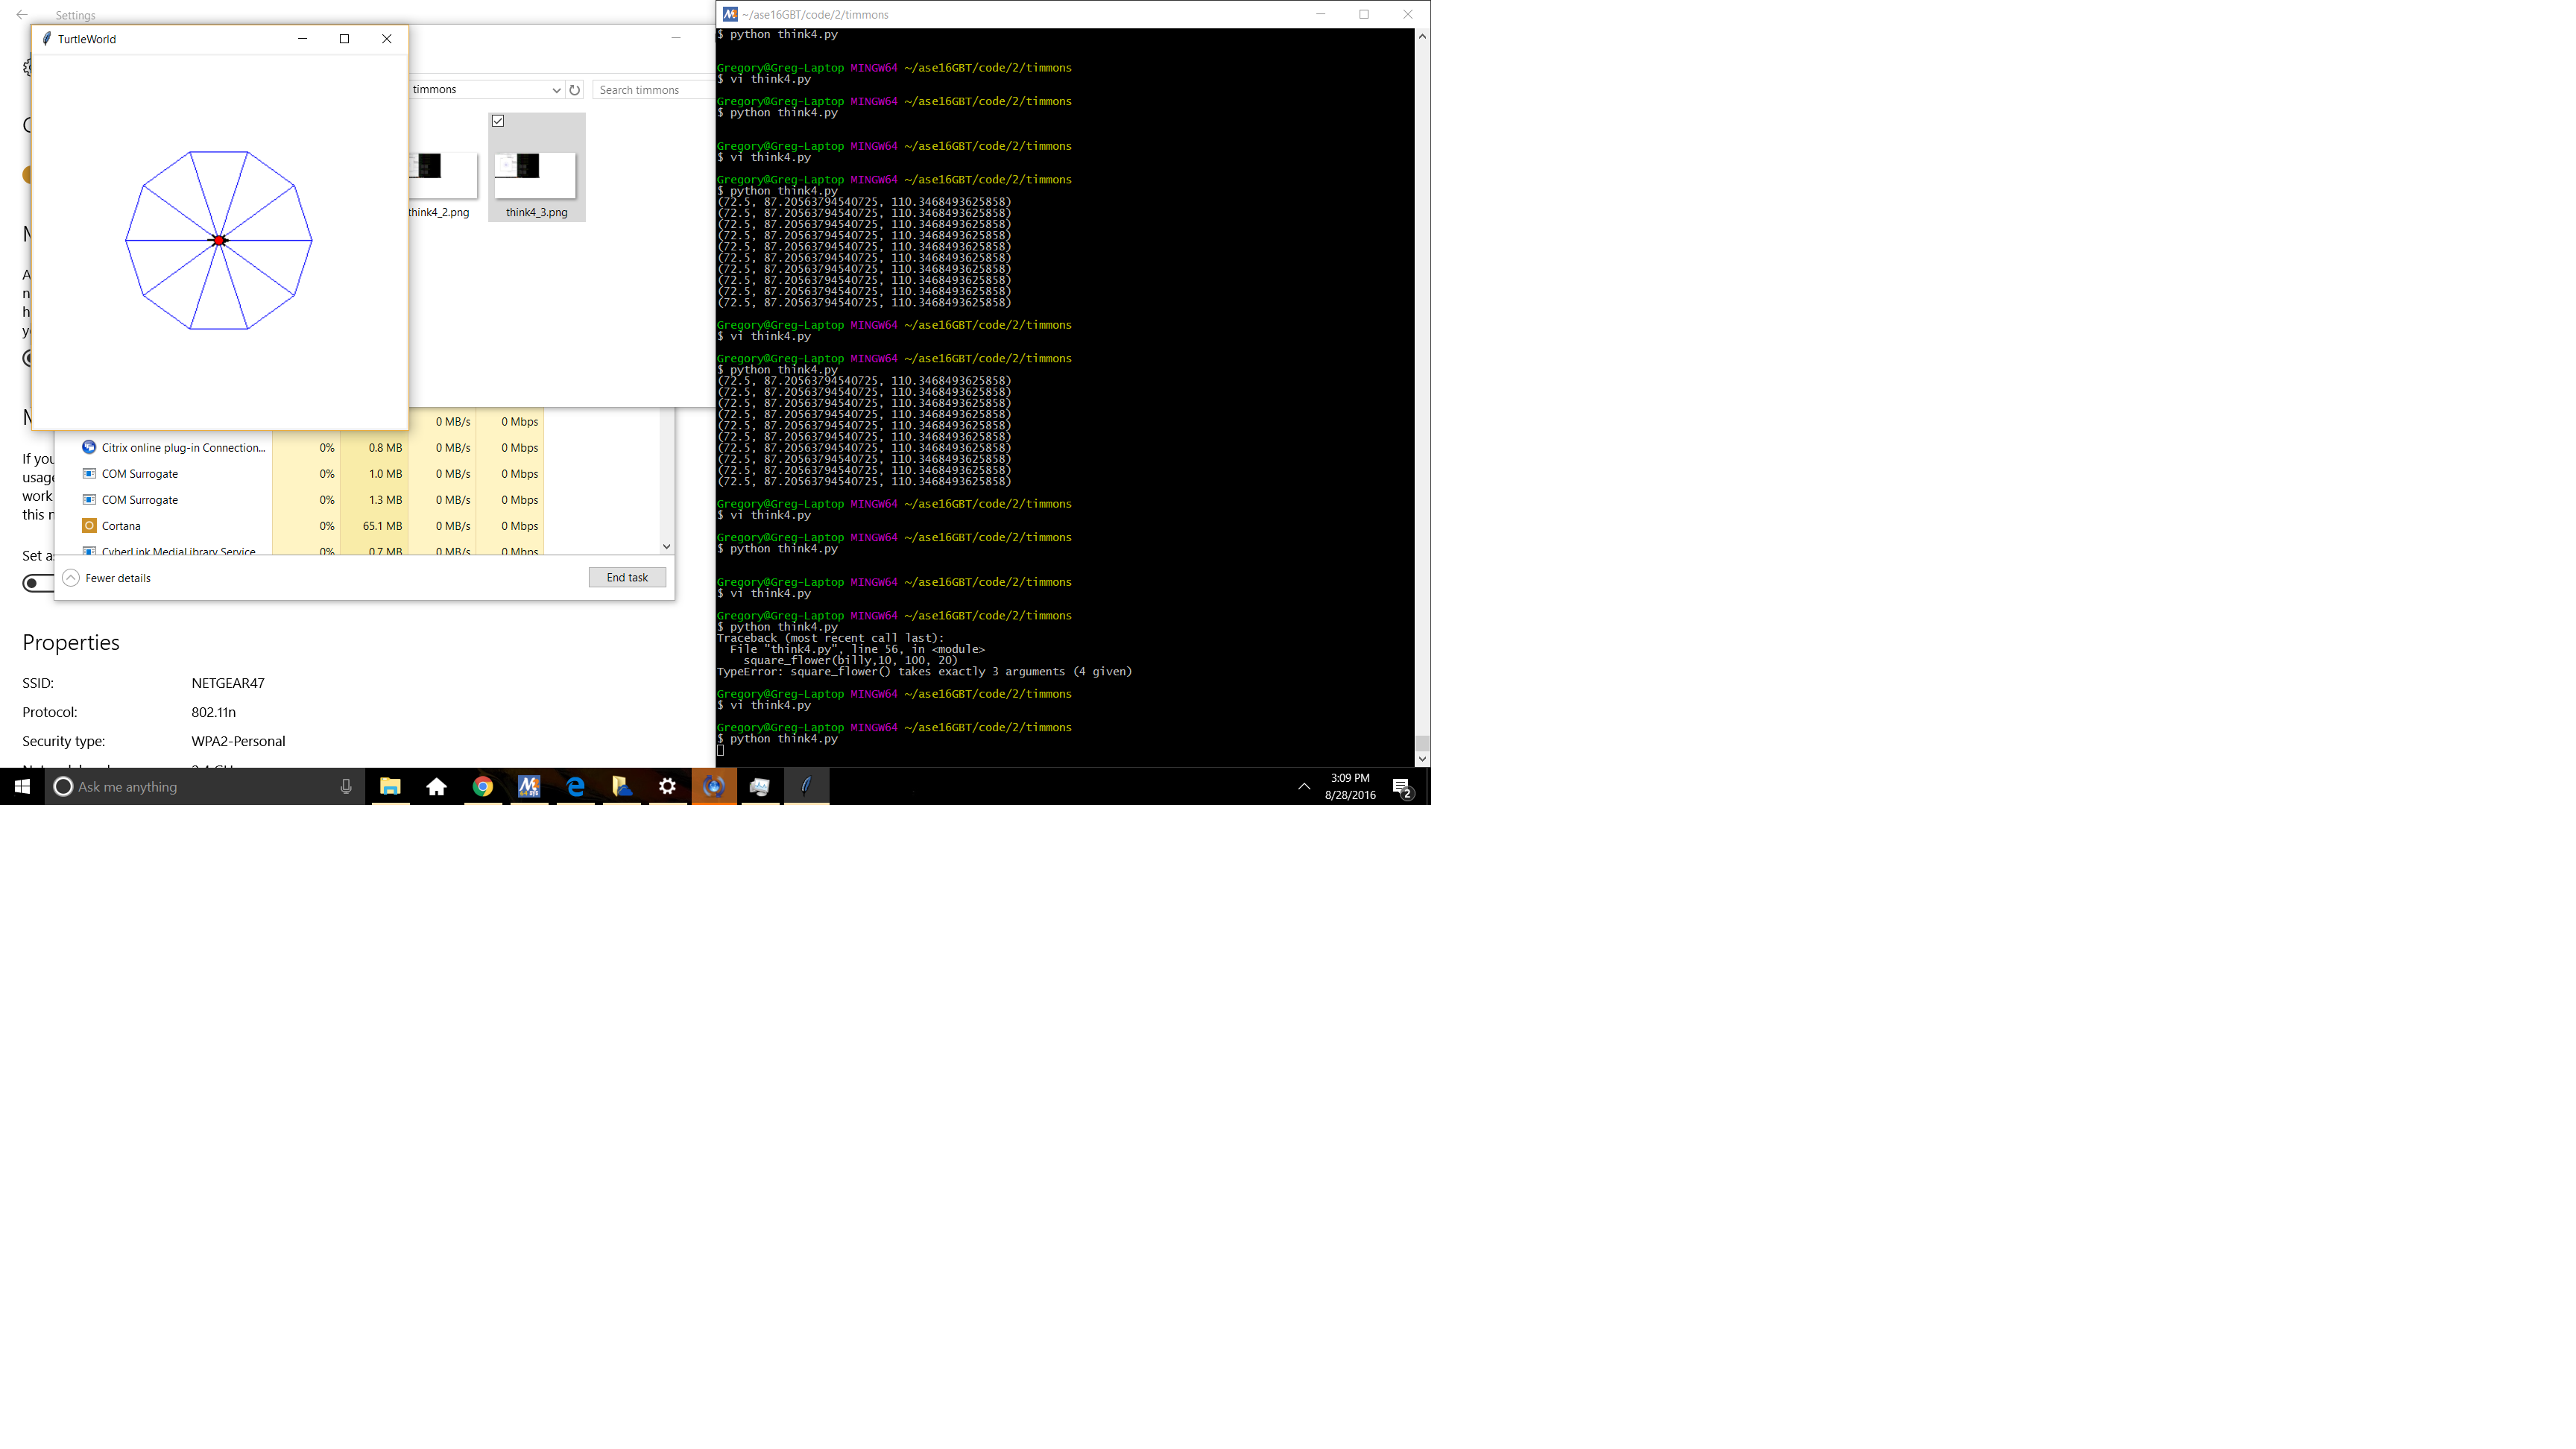 Settings
TurtleWorld
timmons
Search timmons
think4_2.png
think4_3.png
If you
usage
work
this n
Set as
0 MB/s 0 Mbps
Citrix online plug-in Connection... 0% 0.8 MB 0 MB/s 0 Mbps
COM Surrogate 0% 1.0 MB 0 MB/s 0 Mbps
COM Surrogate 0% 1.3 MB 0 MB/s 0 Mbps
Cortana 0% 65.1 MB 0 MB/s 0 Mbps
CyberLink MediaLibrary Service 0% 0.7 MB 0 MB/s 0 Mbps
Fewer details
End task
Properties
SSID: NETGEAR47
Protocol: 802.11n
Security type: WPA2-Personal
~/ase16GBT/code/2/timmons
$ python think4.py
Gregory@Greg-Laptop MINGW64 ~/ase16GBT/code/2/timmons
$ vi think4.py
Gregory@Greg-Laptop MINGW64 ~/ase16GBT/code/2/timmons
$ python think4.py
Gregory@Greg-Laptop MINGW64 ~/ase16GBT/code/2/timmons
$ vi think4.py
Gregory@Greg-Laptop MINGW64 ~/ase16GBT/code/2/timmons
$ python think4.py
(72.5, 87.20563794540725, 110.3468493625858)
(72.5, 87.20563794540725, 110.3468493625858)
(72.5, 87.20563794540725, 110.3468493625858)
(72.5, 87.20563794540725, 110.3468493625858)
(72.5, 87.20563794540725, 110.3468493625858)
(72.5, 87.20563794540725, 110.3468493625858)
(72.5, 87.20563794540725, 110.3468493625858)
(72.5, 87.20563794540725, 110.3468493625858)
(72.5, 87.20563794540725, 110.3468493625858)
(72.5, 87.20563794540725, 110.3468493625858)
Gregory@Greg-Laptop MINGW64 ~/ase16GBT/code/2/timmons
$ vi think4.py
Gregory@Greg-Laptop MINGW64 ~/ase16GBT/code/2/timmons
$ python think4.py
(72.5, 87.20563794540725, 110.3468493625858)
(72.5, 87.20563794540725, 110.3468493625858)
(72.5, 87.20563794540725, 110.3468493625858)
(72.5, 87.20563794540725, 110.3468493625858)
(72.5, 87.20563794540725, 110.3468493625858)
(72.5, 87.20563794540725, 110.3468493625858)
(72.5, 87.20563794540725, 110.3468493625858)
(72.5, 87.20563794540725, 110.3468493625858)
(72.5, 87.20563794540725, 110.3468493625858)
(72.5, 87.20563794540725, 110.3468493625858)
Gregory@Greg-Laptop MINGW64 ~/ase16GBT/code/2/timmons
$ vi think4.py
Gregory@Greg-Laptop MINGW64 ~/ase16GBT/code/2/timmons
$ python think4.py
Gregory@Greg-Laptop MINGW64 ~/ase16GBT/code/2/timmons
$ vi think4.py
Gregory@Greg-Laptop MINGW64 ~/ase16GBT/code/2/timmons
$ python think4.py
Traceback (most recent call last):
File "think4.py", line 56, in <module>
square_flower(billy,10, 100, 20)
TypeError: square_flower() takes exactly 3 arguments (4 given)
Gregory@Greg-Laptop MINGW64 ~/ase16GBT/code/2/timmons
$ vi think4.py
Gregory@Greg-Laptop MINGW64 ~/ase16GBT/code/2/timmons
$ python think4.py
Ask me anything
3:09 PM
8/28/2016
2